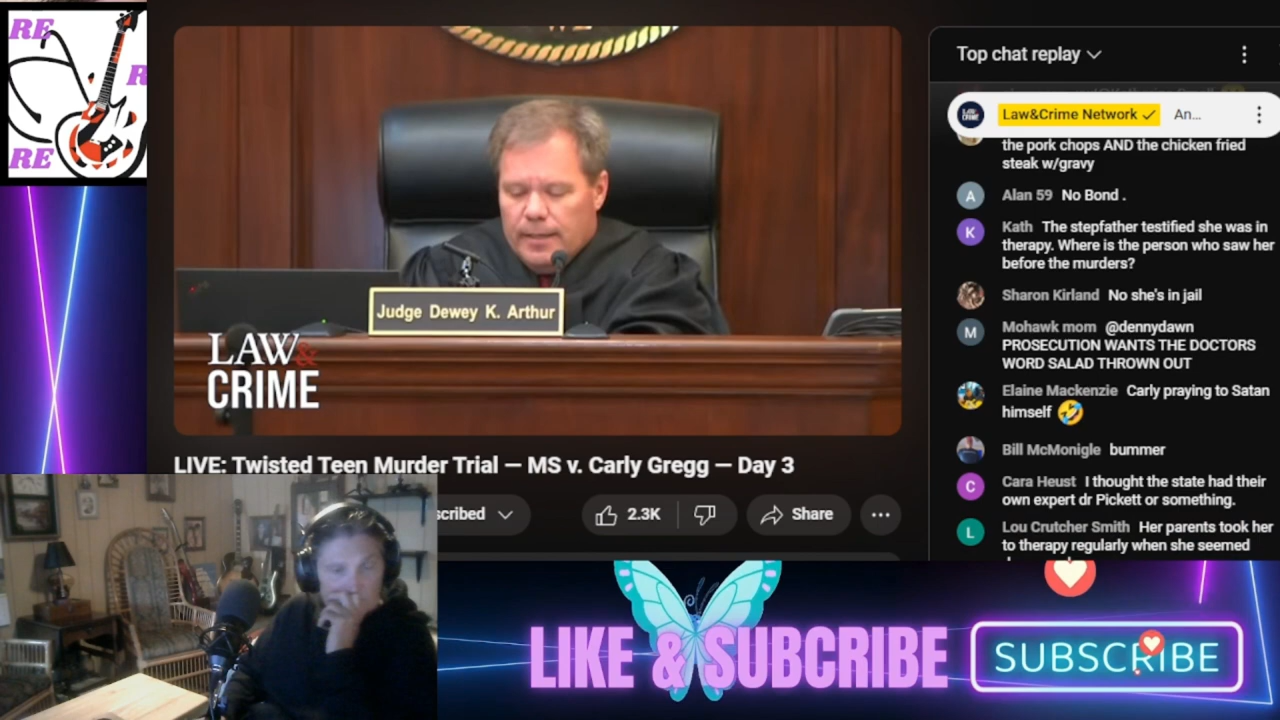 RE
R
RE
Judge Dewey K. Arthur
LAW&
CRIME
LIVE: Twisted Teen Murder Trial — MS v. Carly Gregg — Day 3
scribed
2.3K
Share
Top chat replay
LAW&
CRIME
Law&Crime Network
An...
the pork chops AND the chicken fried
steak w/gravy
A
Alan 59 No Bond .
K
Kath The stepfather testified she was in
therapy. Where is the person who saw her
before the murders?
Sharon Kirland No she's in jail
M
Mohawk mom @dennydawn
PROSECUTION WANTS THE DOCTORS
WORD SALAD THROWN OUT
Elaine Mackenzie Carly praying to Satan
himself
Bill McMonigle bummer
C
Cara Heust I thought the state had their
own expert dr Pickett or something.
L
Lou Crutcher Smith Her parents took her
to therapy regularly when she seemed
LIKE & SUBCRIBE
SUBSCRIBE